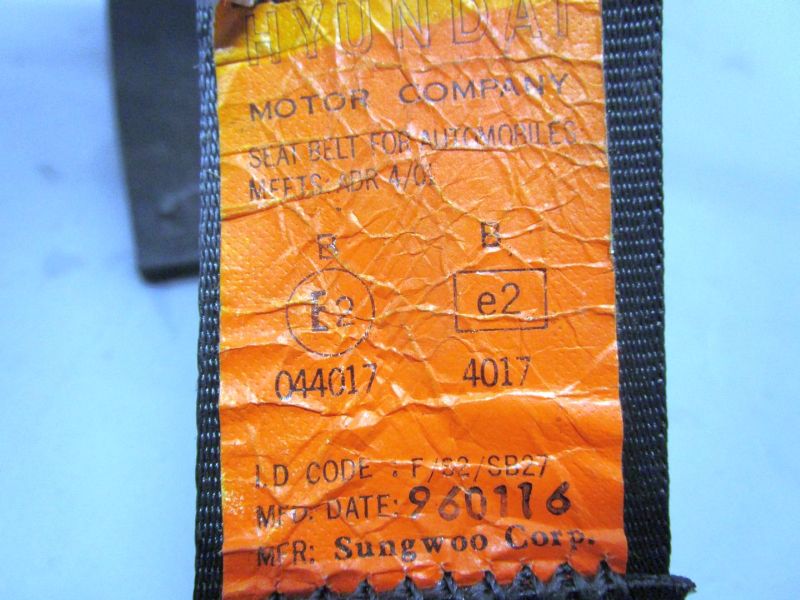 HYUNDAI
MOTOR COMPANY
SEAT BELT FOR AUTOMOBILES
MEETS: ADR 4/01
B B
E2 e2
044017 4017
I.D CODE : F/82/SB27
MFD. DATE: 960116
MFR: Sungwoo Corp.